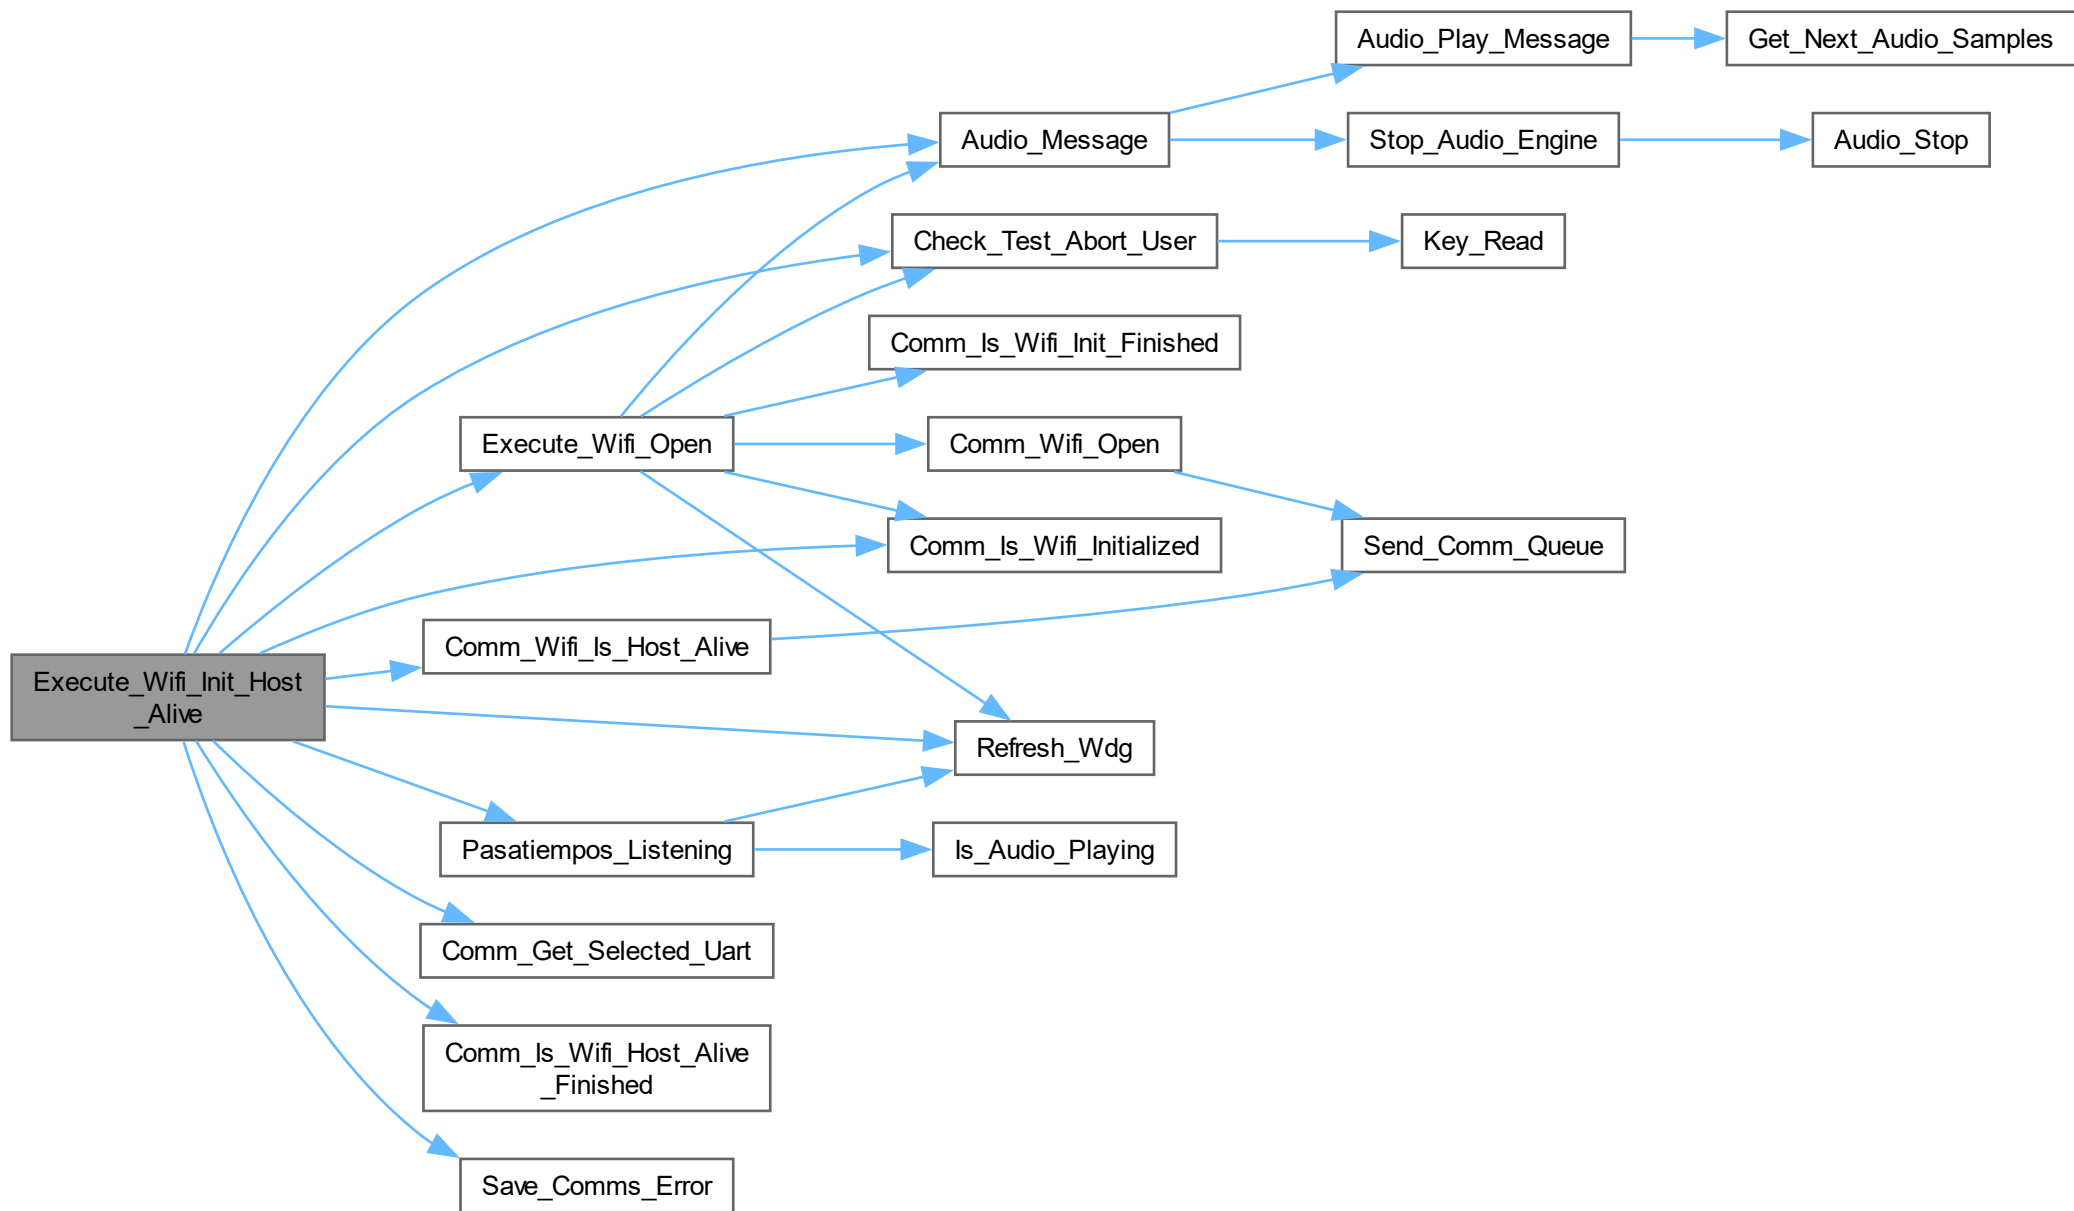 Audio_Play_Message
Get_Next_Audio_Samples
Audio_Message
Stop_Audio_Engine
Audio_Stop
Check_Test_Abort_User
Key_Read
Comm_Is_Wifi_Init_Finished
Execute_Wifi_Open
Comm_Wifi_Open
Comm_Is_Wifi_Initialized
Send_Comm_Queue
Comm_Wifi_Is_Host_Alive
Execute_Wifi_Init_Host
_Alive
Refresh_Wdg
Pasatiempos_Listening
Is_Audio_Playing
Comm_Get_Selected_Uart
Comm_Is_Wifi_Host_Alive
_Finished
Save_Comms_Error